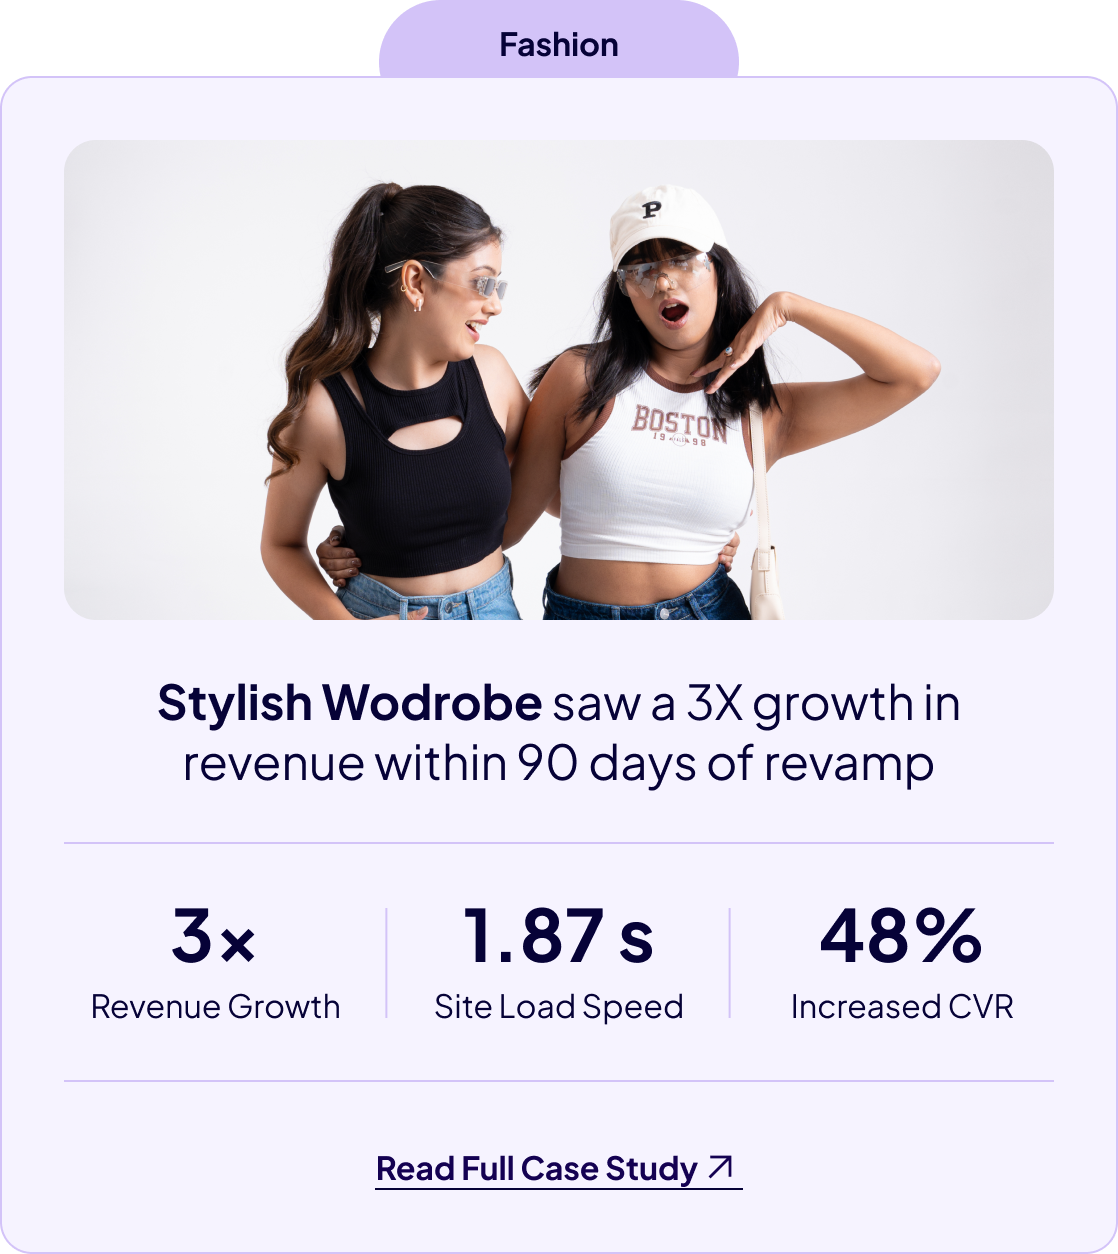 Fashion
P
BOSTON
19 98
Stylish Wodrobe saw a 3X growth in
revenue within 90 days of revamp
3×
1.87 s
48%
Revenue Growth
Site Load Speed
Increased CVR
Read Full Case Study